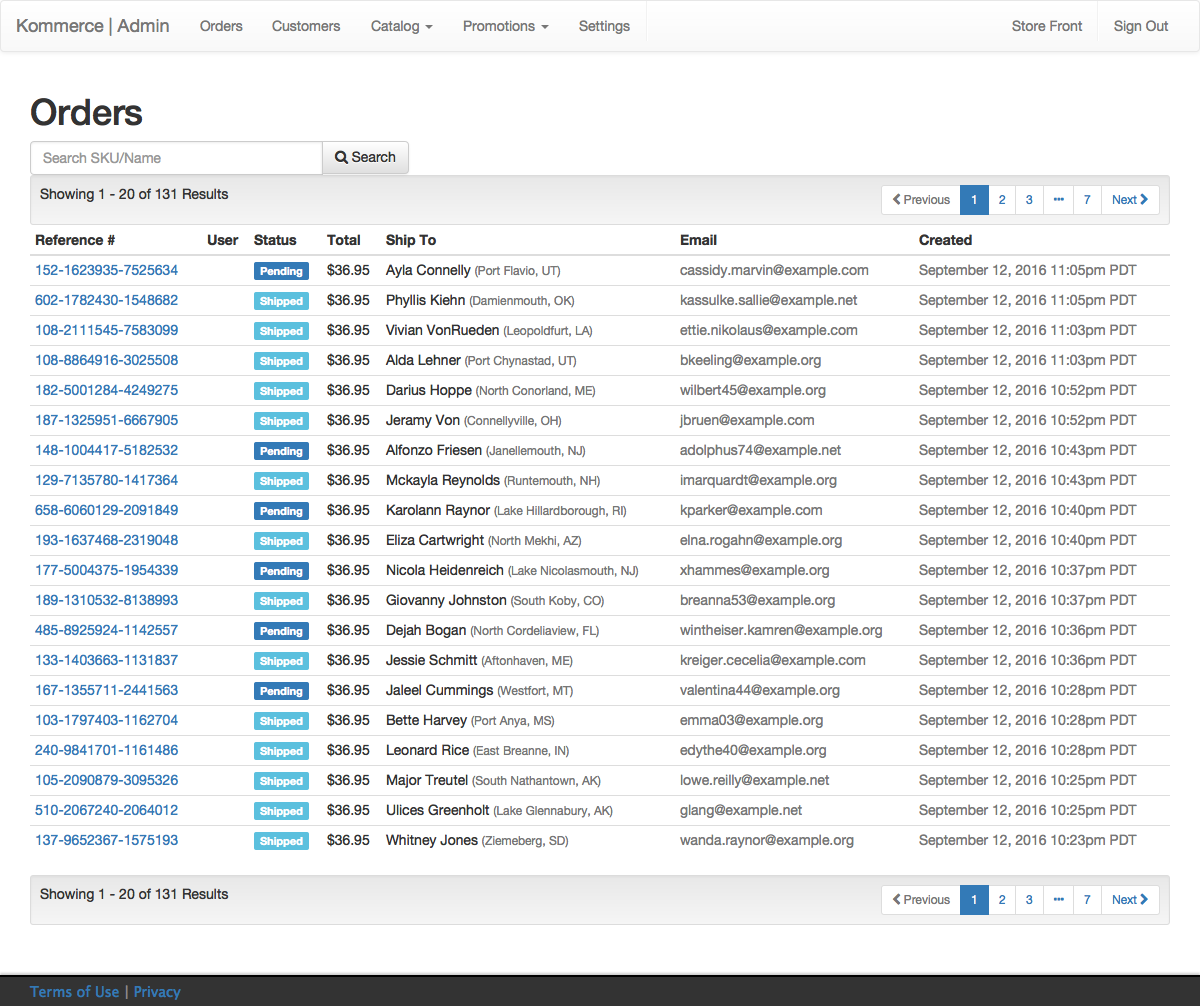 Kommerce | Admin Orders Customers Catalog Promotions Settings Store Front Sign Out
Orders
Search SKU/Name Search
Showing 1 - 20 of 131 Results Previous 1 2 3 ••• 7 Next
Reference # User Status Total Ship To Email Created
152-1623935-7525634 Pending $36.95 Ayla Connelly (Port Flavio, UT) cassidy.marvin@example.com September 12, 2016 11:05pm PDT
602-1782430-1548682 Shipped $36.95 Phyllis Kiehn (Damienmouth, OK) kassulke.sallie@example.net September 12, 2016 11:05pm PDT
108-2111545-7583099 Shipped $36.95 Vivian VonRueden (Leopoldfurt, LA) ettie.nikolaus@example.com September 12, 2016 11:03pm PDT
108-8864916-3025508 Shipped $36.95 Alda Lehner (Port Chynastad, UT) bkeeling@example.org September 12, 2016 11:03pm PDT
182-5001284-4249275 Shipped $36.95 Darius Hoppe (North Conorland, ME) wilbert45@example.org September 12, 2016 10:52pm PDT
187-1325951-6667905 Shipped $36.95 Jeramy Von (Connellyville, OH) jbruen@example.com September 12, 2016 10:52pm PDT
148-1004417-5182532 Pending $36.95 Alfonzo Friesen (Janellemouth, NJ) adolphus74@example.net September 12, 2016 10:43pm PDT
129-7135780-1417364 Shipped $36.95 Mckayla Reynolds (Runtemouth, NH) imarquardt@example.org September 12, 2016 10:43pm PDT
658-6060129-2091849 Pending $36.95 Karolann Raynor (Lake Hillardborough, RI) kparker@example.com September 12, 2016 10:40pm PDT
193-1637468-2319048 Shipped $36.95 Eliza Cartwright (North Mekhi, AZ) elna.rogahn@example.org September 12, 2016 10:40pm PDT
177-5004375-1954339 Pending $36.95 Nicola Heidenreich (Lake Nicolasmouth, NJ) xhammes@example.org September 12, 2016 10:37pm PDT
189-1310532-8138993 Shipped $36.95 Giovanny Johnston (South Koby, CO) breanna53@example.org September 12, 2016 10:37pm PDT
485-8925924-1142557 Pending $36.95 Dejah Bogan (North Cordeliaview, FL) wintheiser.kamren@example.org September 12, 2016 10:36pm PDT
133-1403663-1131837 Shipped $36.95 Jessie Schmitt (Aftonhaven, ME) kreiger.cecelia@example.com September 12, 2016 10:36pm PDT
167-1355711-2441563 Pending $36.95 Jaleel Cummings (Westfort, MT) valentina44@example.org September 12, 2016 10:28pm PDT
103-1797403-1162704 Shipped $36.95 Bette Harvey (Port Anya, MS) emma03@example.org September 12, 2016 10:28pm PDT
240-9841701-1161486 Shipped $36.95 Leonard Rice (East Breanne, IN) edythe40@example.org September 12, 2016 10:28pm PDT
105-2090879-3095326 Shipped $36.95 Major Treutel (South Nathantown, AK) lowe.reilly@example.net September 12, 2016 10:25pm PDT
510-2067240-2064012 Shipped $36.95 Ulices Greenholt (Lake Glennabury, AK) glang@example.net September 12, 2016 10:25pm PDT
137-9652367-1575193 Shipped $36.95 Whitney Jones (Ziemeberg, SD) wanda.raynor@example.org September 12, 2016 10:23pm PDT
Showing 1 - 20 of 131 Results Previous 1 2 3 ••• 7 Next
Terms of Use | Privacy